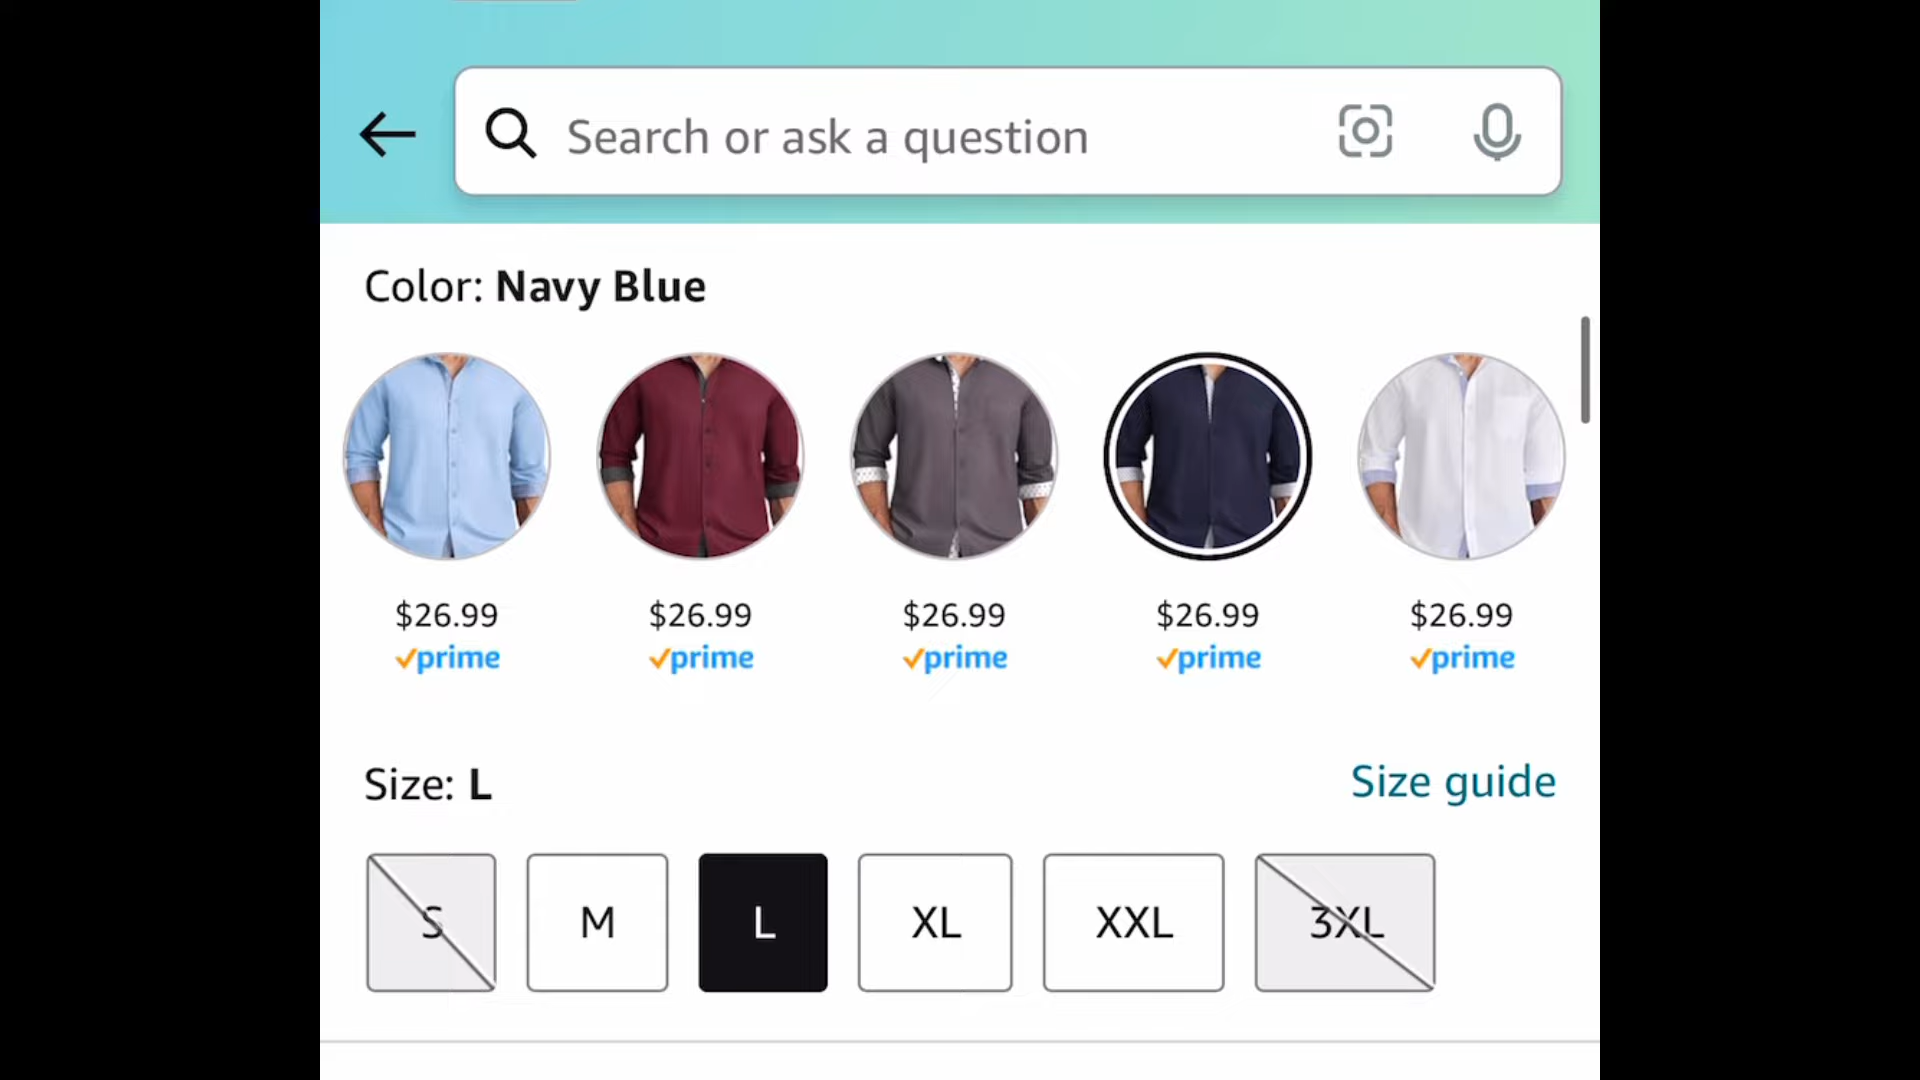 Search or ask a question
Color: Navy Blue
$26.99 $26.99 $26.99 $26.99 $26.99
prime prime prime prime prime
Size: L Size guide
S M L XL XXL 3XL